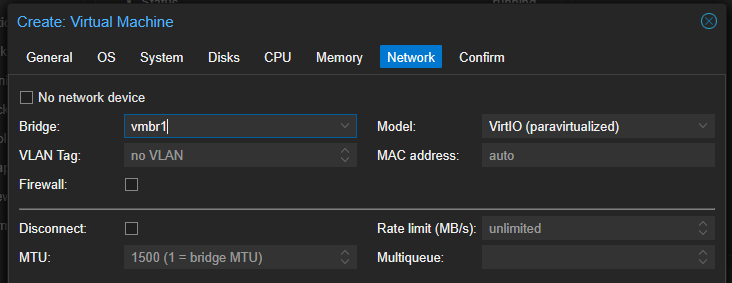 Create: Virtual Machine
General OS System Disks CPU Memory Network Confirm
No network device
Bridge: vmbr1 Model: VirtIO (paravirtualized)
VLAN Tag: no VLAN MAC address: auto
Firewall:
Disconnect: Rate limit (MB/s): unlimited
MTU: 1500 (1 = bridge MTU) Multiqueue: